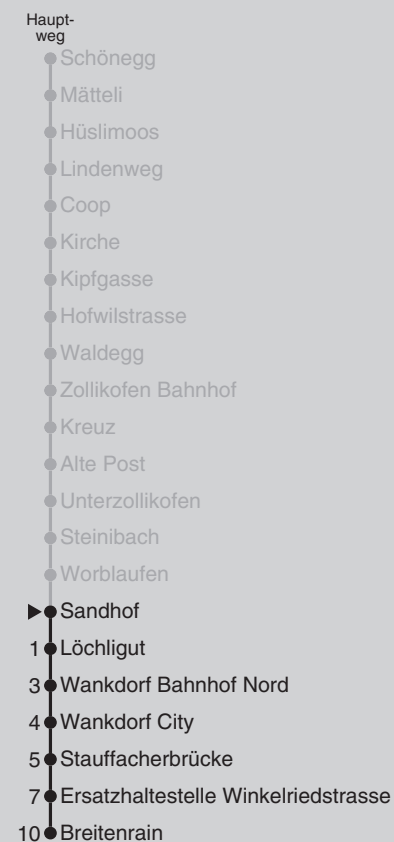 Haupt-
weg
Schönegg
Mätteli
Hüslimoos
Lindenweg
Coop
Kirche
Kipfgasse
Hofwilstrasse
Waldegg
Zollikofen Bahnhof
Kreuz
Alte Post
Unterzollikofen
Steinibach
Worblaufen
Sandhof
1 Löchligut
3 Wankdorf Bahnhof Nord
4 Wankdorf City
5 Stauffacherbrücke
7 Ersatzhaltestelle Winkelriedstrasse
10 Breitenrain